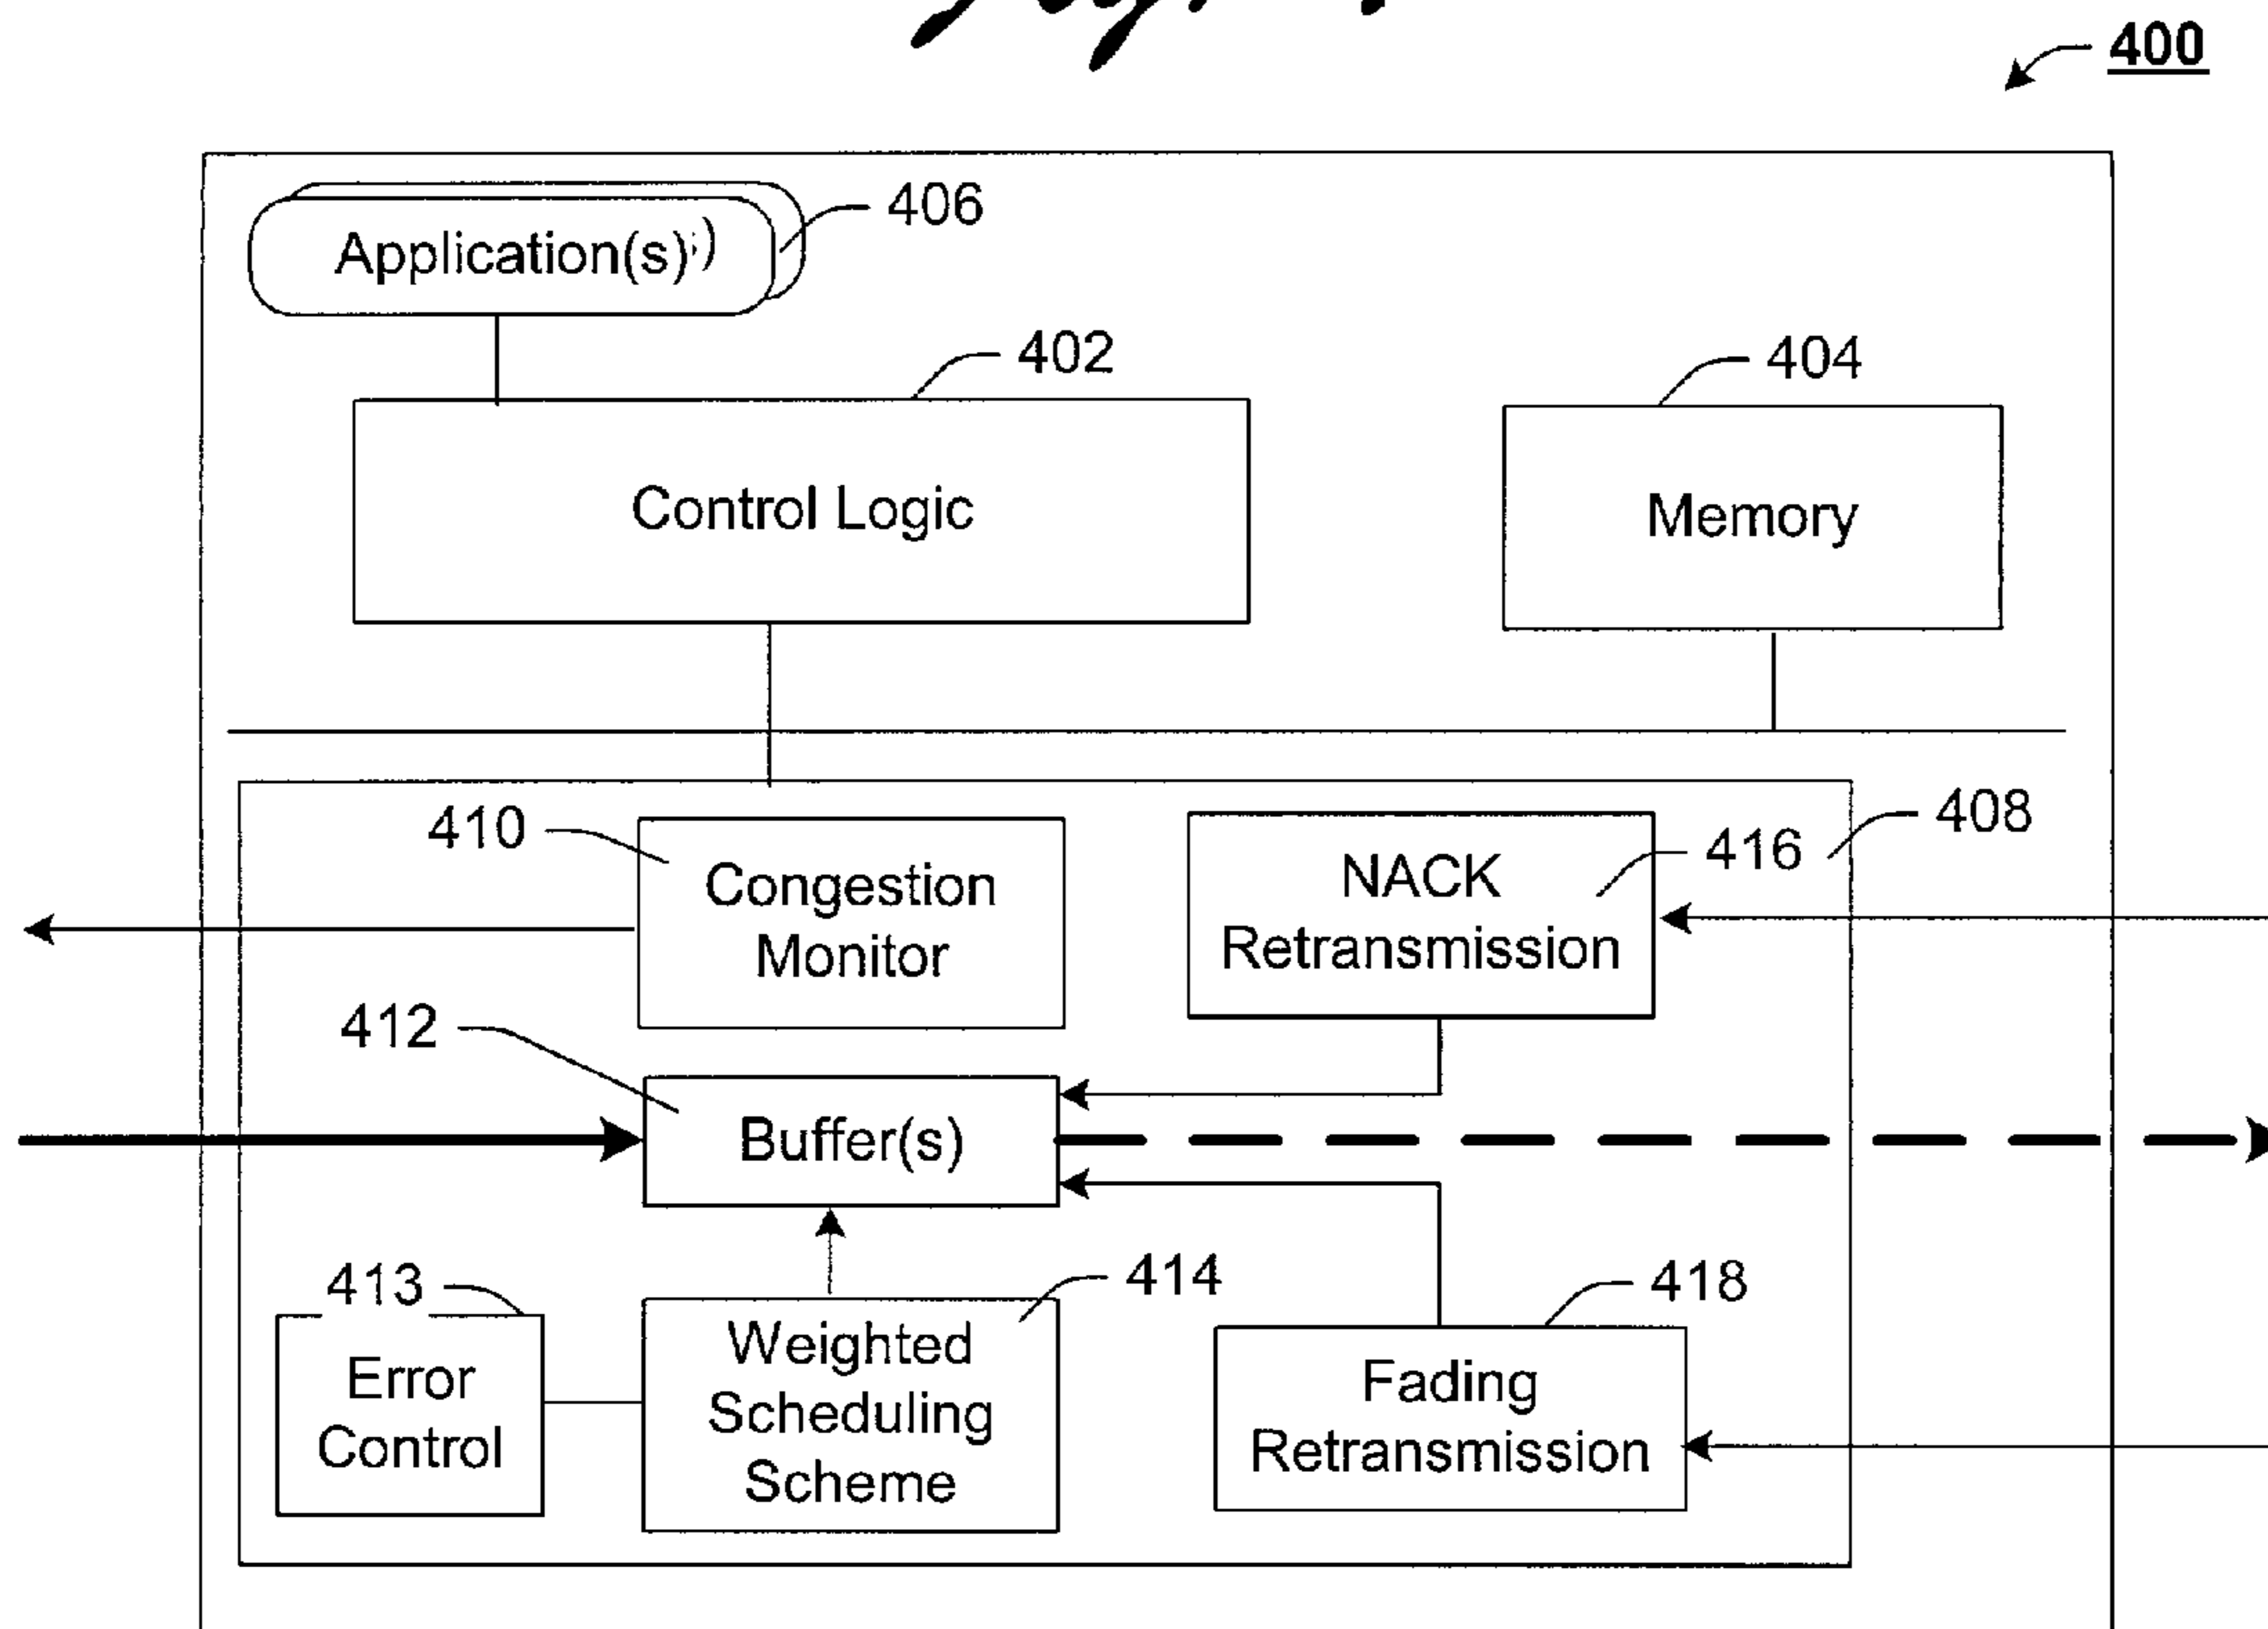 400
Application(s)
406
402
404
Control Logic
Memory
410
408
416
Congestion
Monitor
NACK
Retransmission
412
Buffer(s)
413
414
418
Error
Control
Weighted
Scheduling
Scheme
Fading
Retransmission